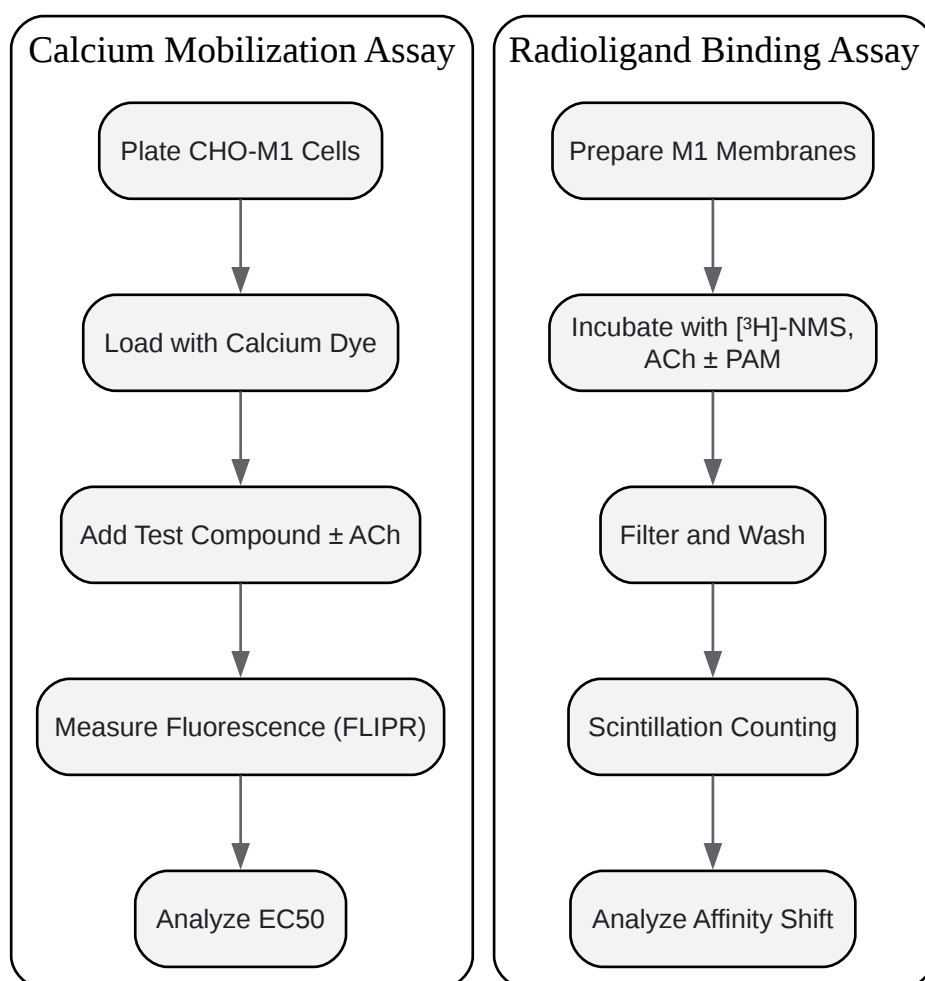 Calcium Mobilization Assay
Plate CHO-M1 Cells
Load with Calcium Dye
Add Test Compound ± ACh
Measure Fluorescence (FLIPR)
Analyze EC50
Radioligand Binding Assay
Prepare M1 Membranes
Incubate with [³H]-NMS,
ACh ± PAM
Filter and Wash
Scintillation Counting
Analyze Affinity Shift